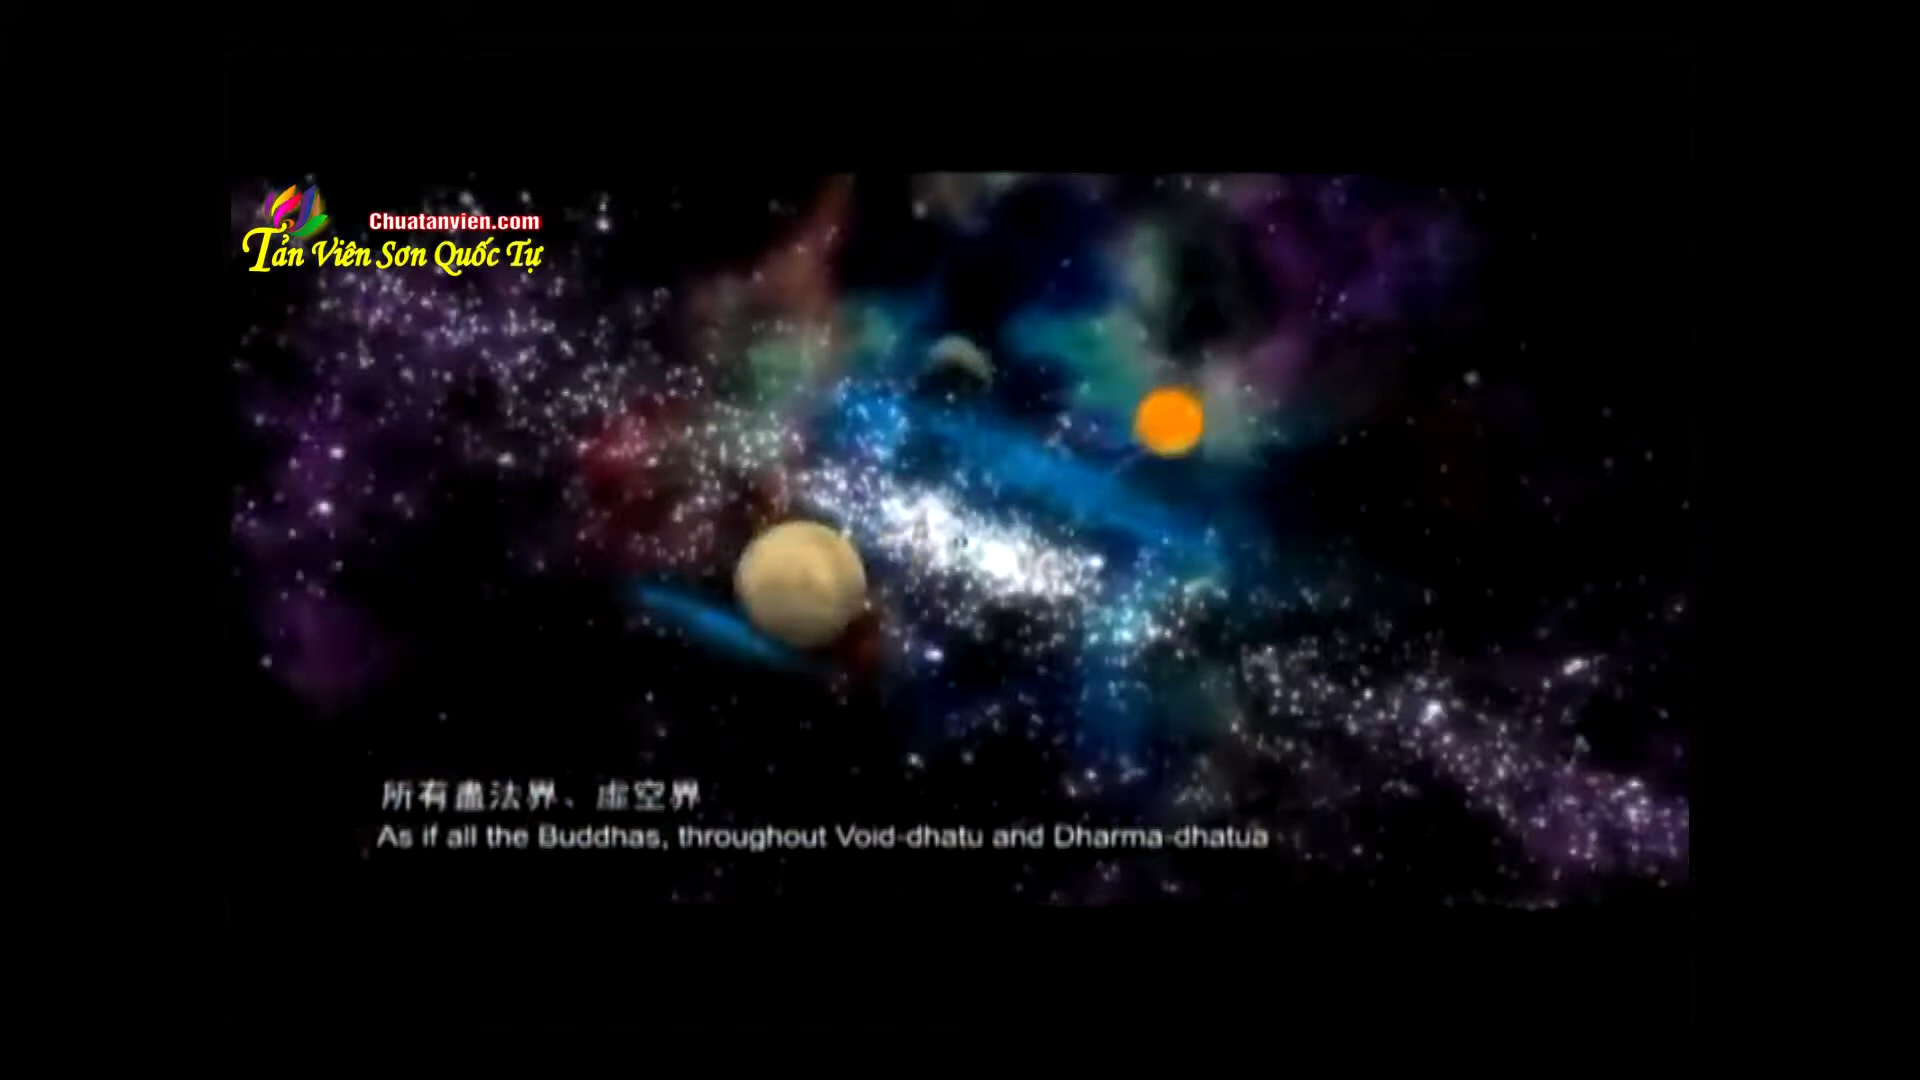 Chuatanvien.com
Tản Viên Sơn Quốc Tự
所有盡法界、虛空界
As if all the Buddhas, throughout Void-dhatu and Dharma-dhatua